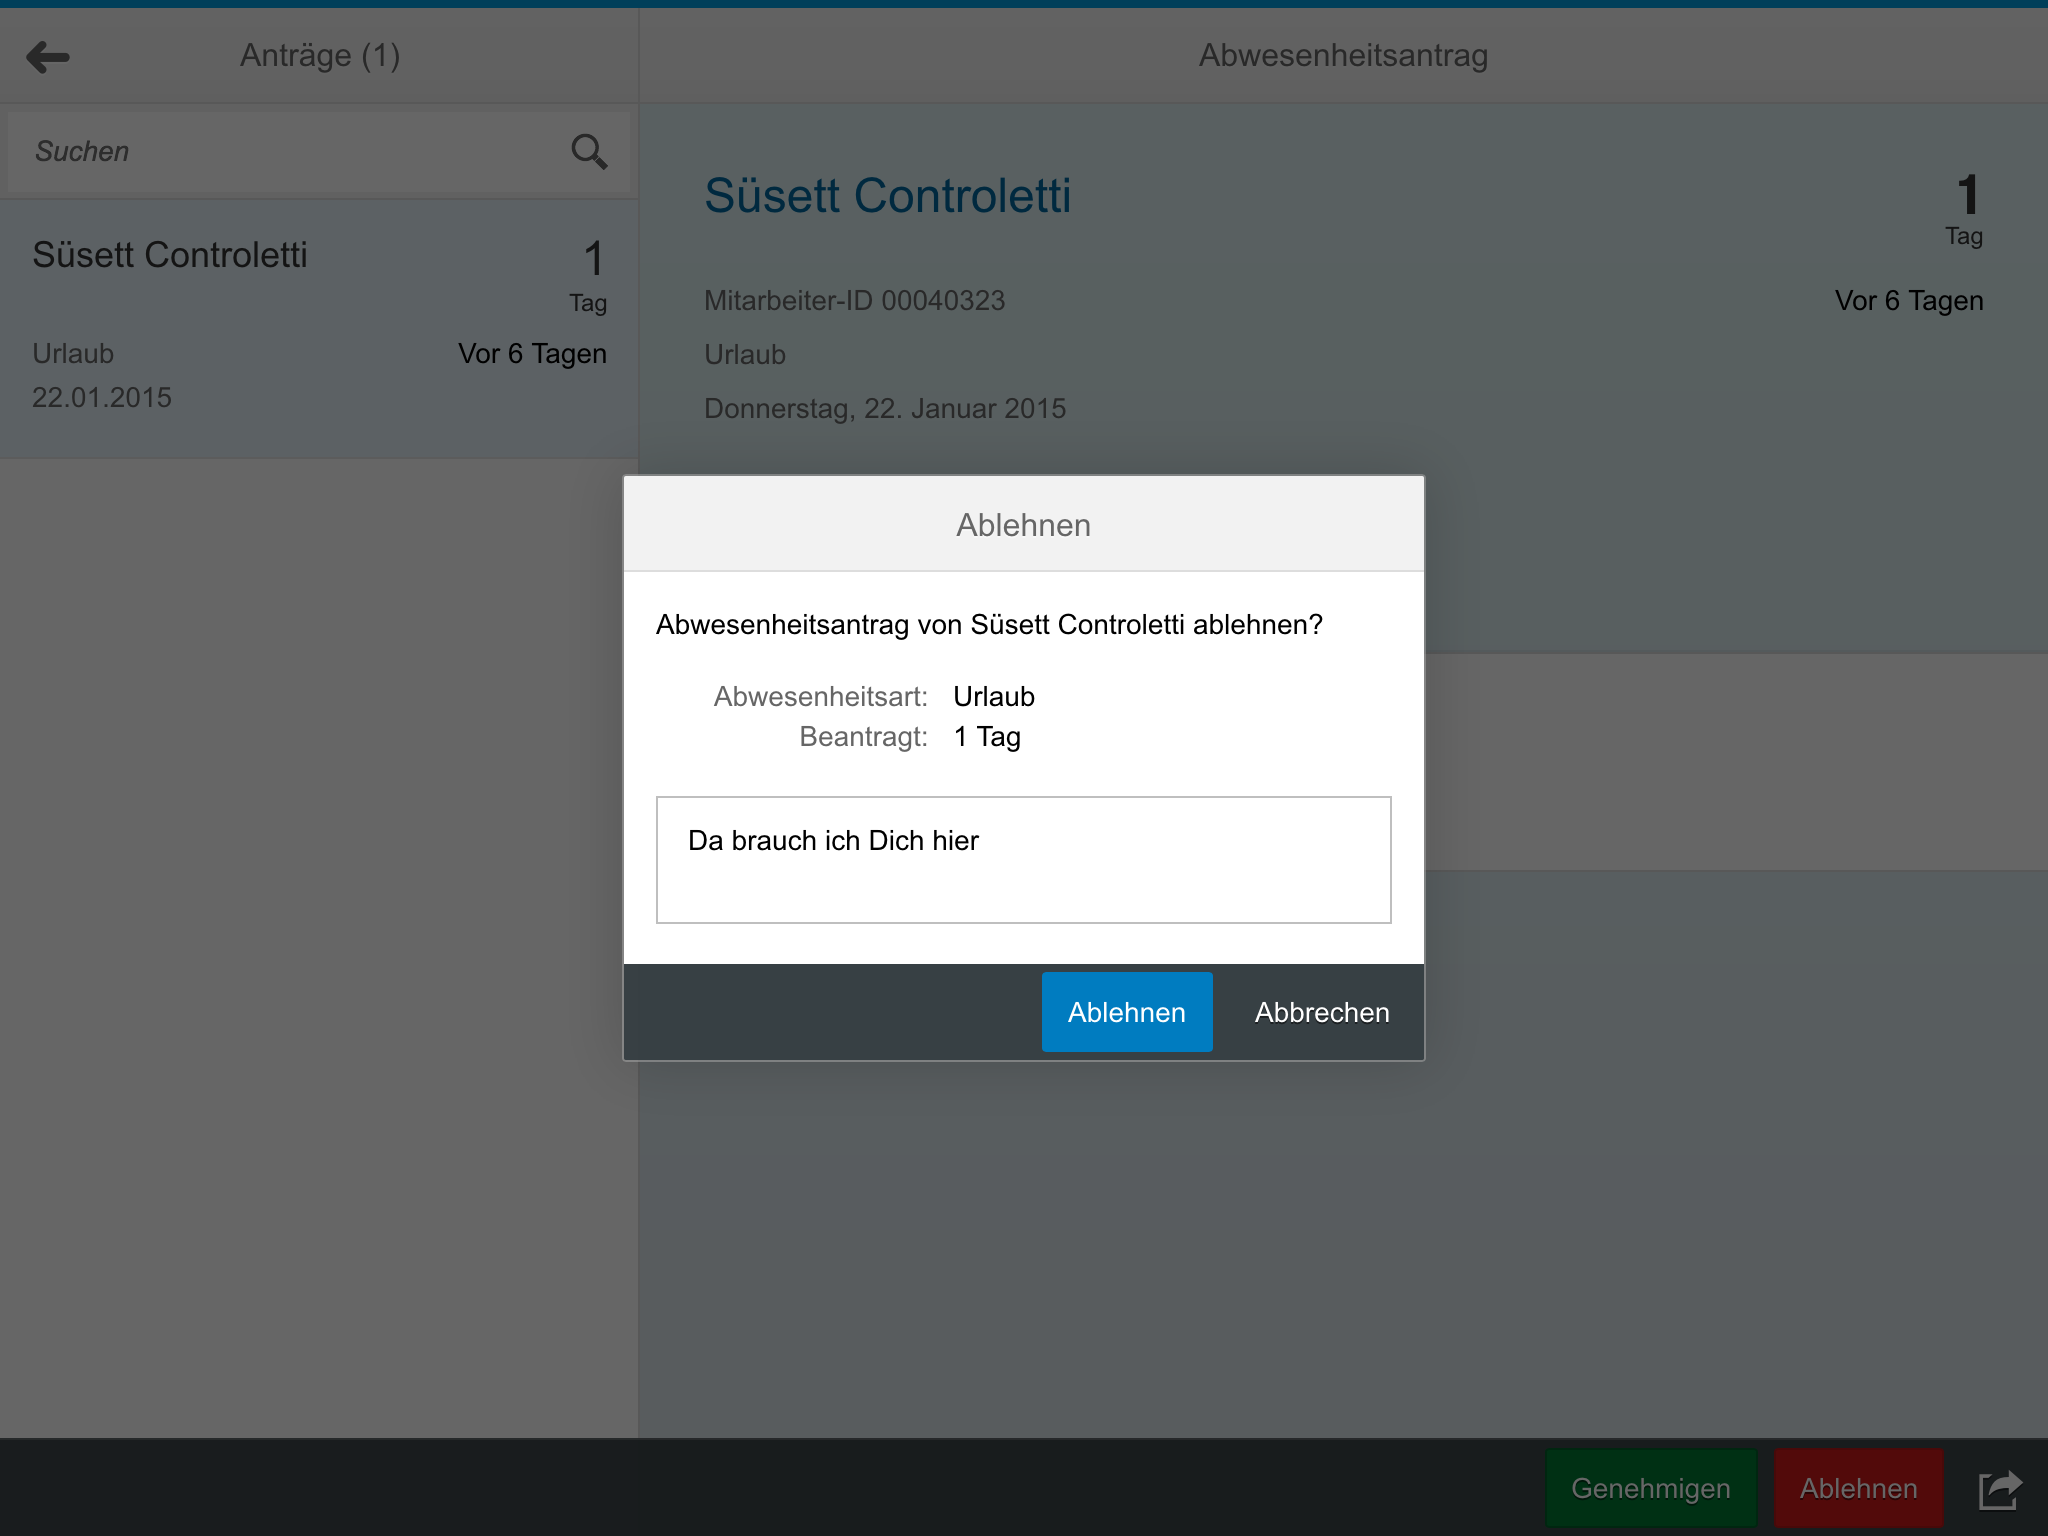 Anträge (1)
Abwesenheitsantrag
Suchen
Süsett Controletti
1
Tag
Urlaub
Vor 6 Tagen
22.01.2015
Süsett Controletti
1
Tag
Mitarbeiter-ID 00040323
Vor 6 Tagen
Urlaub
Donnerstag, 22. Januar 2015
Ablehnen
Abwesenheitsantrag von Süsett Controletti ablehnen?
Abwesenheitsart: Urlaub
Beantragt: 1 Tag
Da brauch ich Dich hier
Ablehnen
Abbrechen
Genehmigen
Ablehnen